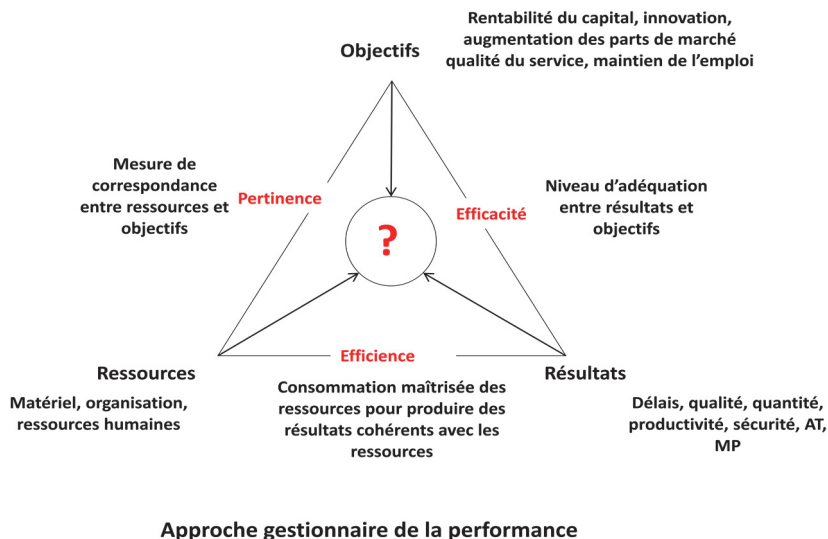 Rentabilité du capital, innovation,
augmentation des parts de marché
qualité du service, maintien de l'emploi
Objectifs
Mesure de
correspondance
entre ressources et
objectifs
Pertinence
Efficacité
Niveau d'adéquation
entre résultats et
objectifs
?
Efficience
Ressources
Résultats
Matériel, organisation,
ressources humaines
Consommation maîtrisée des
ressources pour produire des
résultats cohérents avec les
ressources
Délais, qualité, quantité,
productivité, sécurité, AT,
MP
Approche gestionnaire de la performance